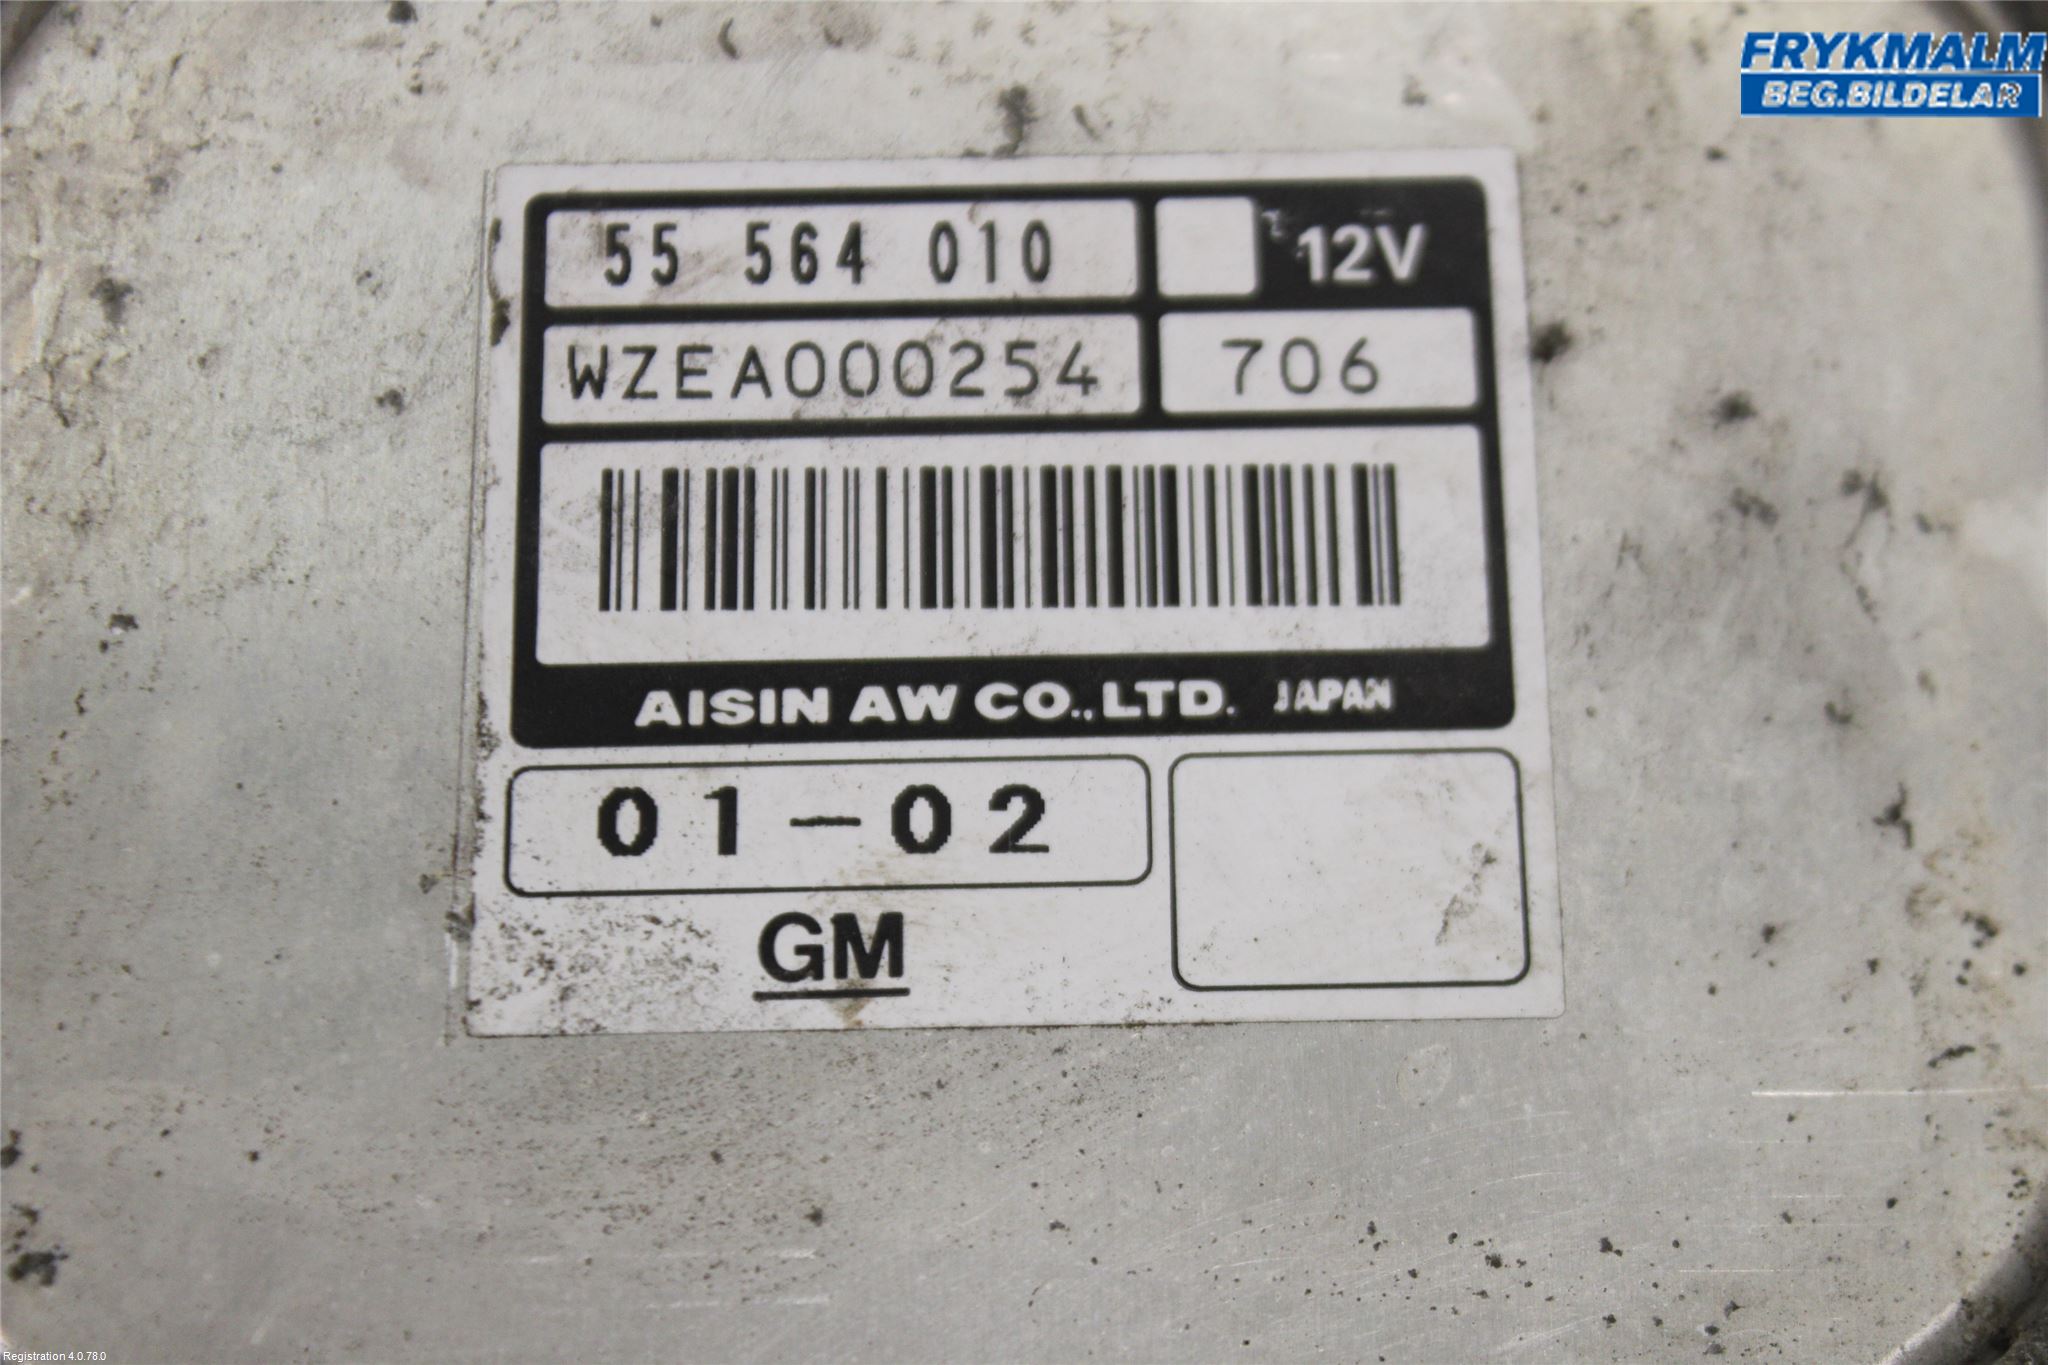 FRYKMALM
BEG.BILDELAR
55 564 010
12V
WZEA000254
706
AISIN AW CO.,LTD. JAPAN
01-02
GM
Registration 4.0.78.0